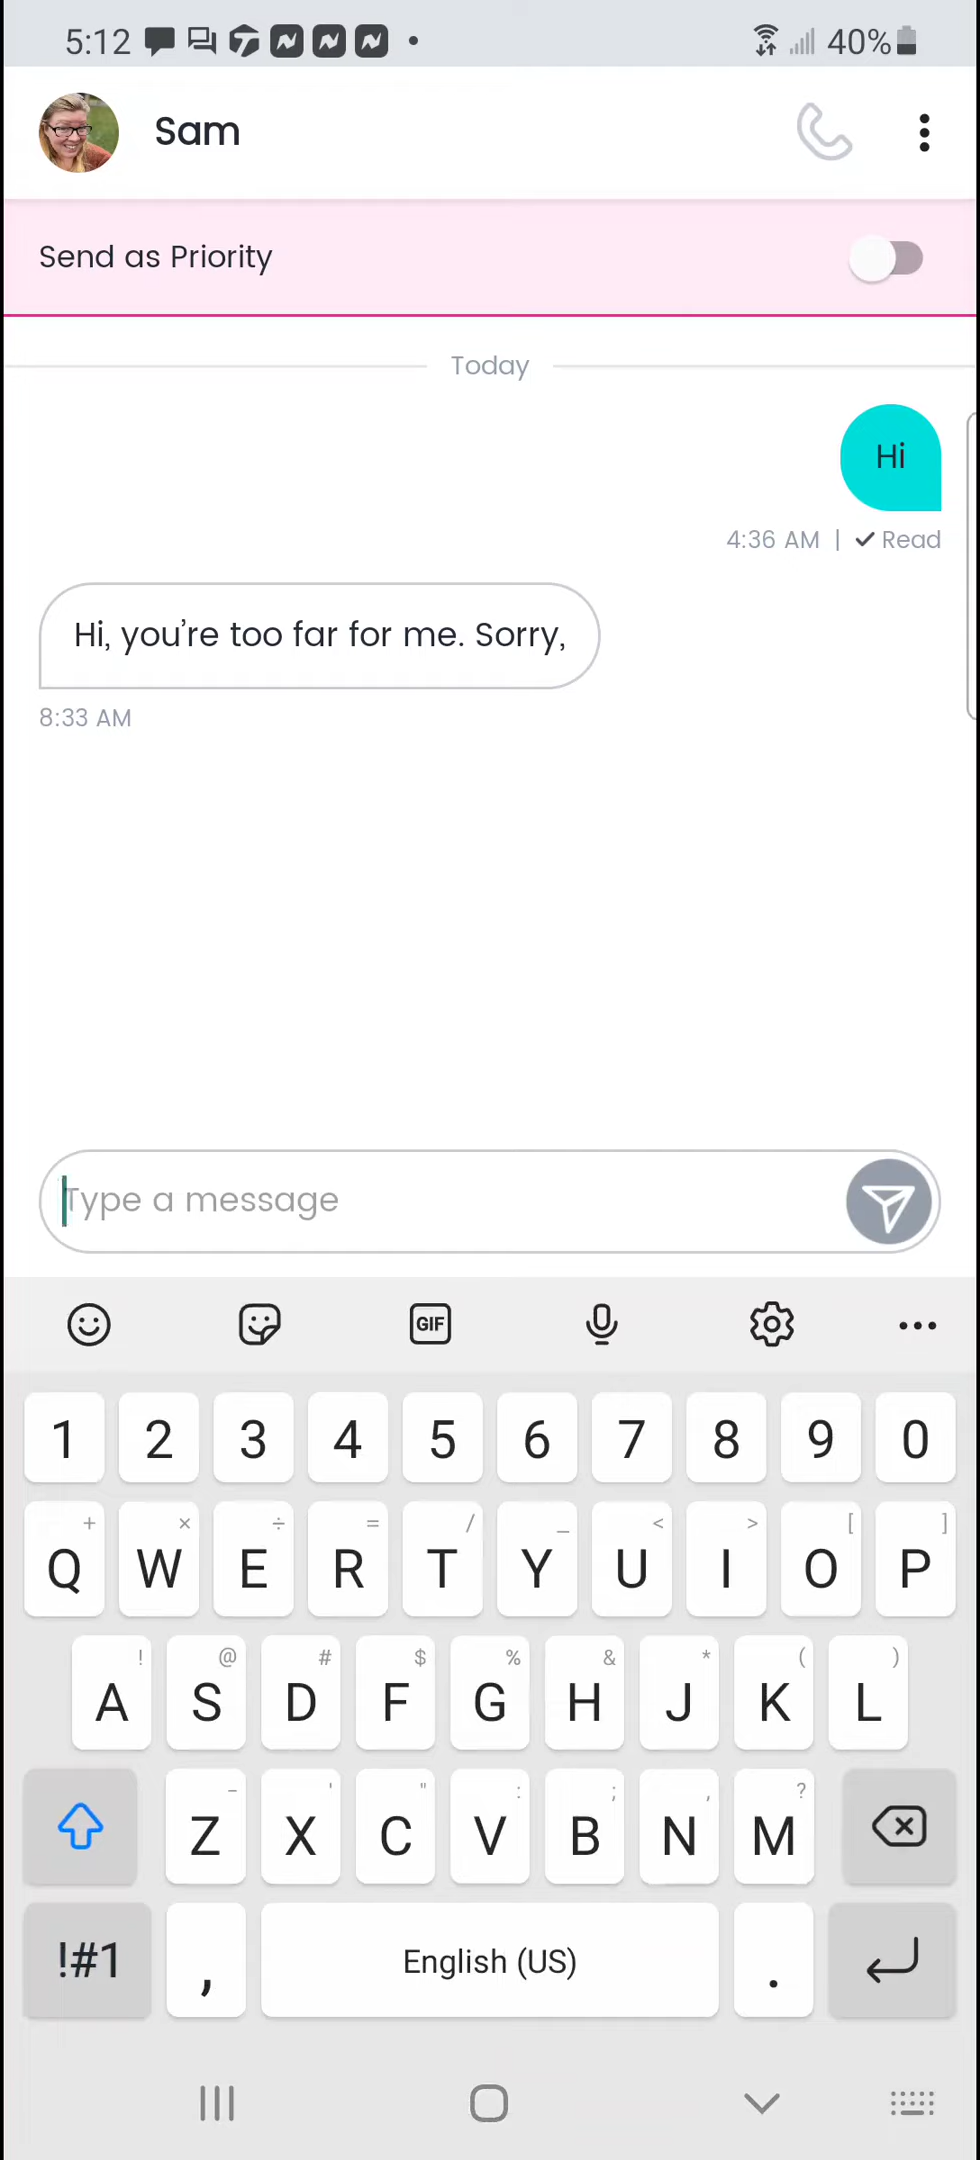 5:12 40%
Sam
Send as Priority
Today
Hi
4:36 AM | ✓ Read
Hi, you're too far for me. Sorry,
8:33 AM
Type a message
GIF
1 2 3 4 5 6 7 8 9 0
+ × ÷ = / _ < > [ ]
Q W E R T Y U I O P
! @ # $ % & * ( )
A S D F G H J K L
- ' " : ; , ?
Z X C V B N M
!#1 , English (US) .